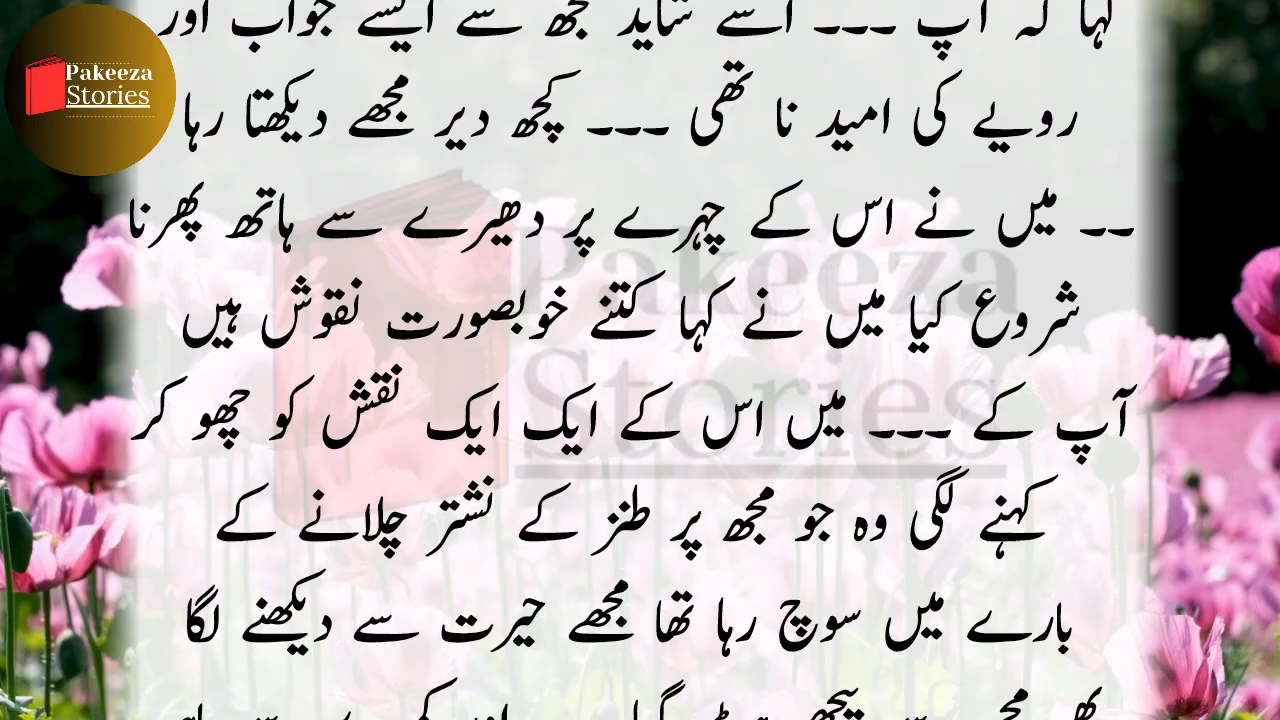 Pakeeza
Stories
کہا کہ آپ ۔۔۔ اسے شاید مجھ سے ایسے جواب اور
رویے کی امید نا تھی ۔۔۔ کچھ دیر مجھے دیکھتا رہا
۔۔ میں نے اس کے چہرے پر دھیرے سے ہاتھ پھرنا
شروع کیا میں نے کہا کتنے خوبصورت نقوش ہیں
آپ کے ۔۔۔ میں اس کے ایک ایک نقش کو چھو کر
کہنے لگی وہ جو مجھ پر طنز کے نشتر چلانے کے
بارے میں سوچ رہا تھا مجھے حیرت سے دیکھنے لگا
Pakeeza
Stories